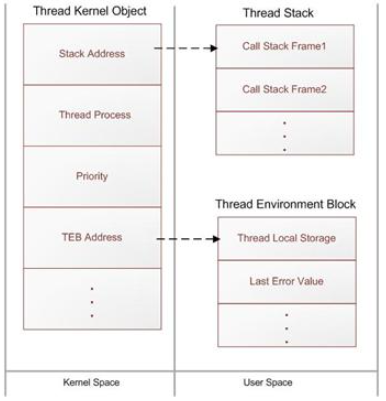 Thread Kernel Object
Stack Address
Thread Process
Priority
TEB Address
Thread Stack
Call Stack Frame1
Call Stack Frame2
Thread Environment Block
Thread Local Storage
Last Error Value
Kernel Space
User Space